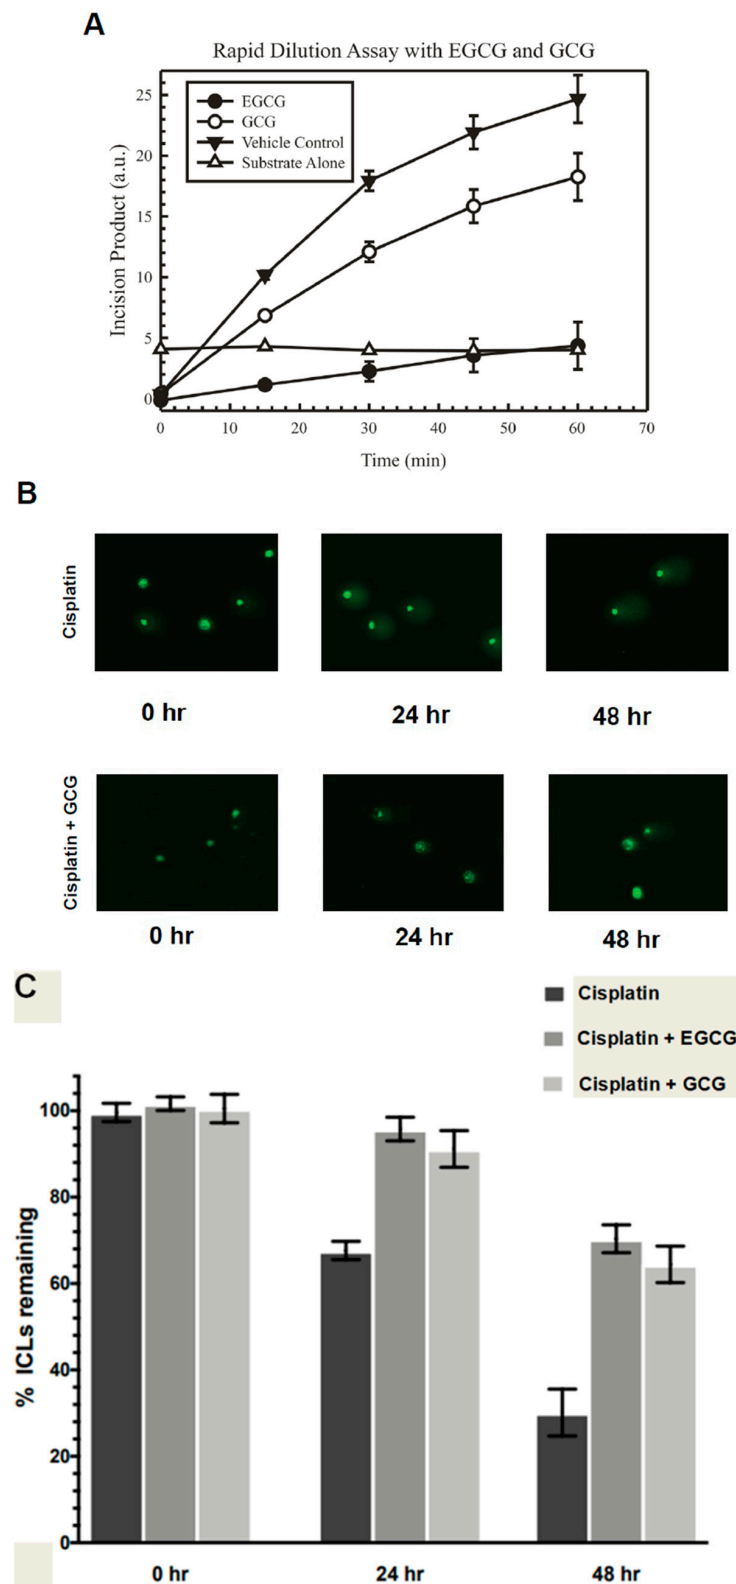 A
Rapid Dilution Assay with EGCG and GCG
EGCG
GCG
Vehicle Control
Substrate Alone
Incision Product (a.u.)
25
20
15
10
5
0
0 10 20 30 40 50 60 70
Time (min)
B
Cisplatin
0 hr 24 hr 48 hr
Cisplatin + GCG
0 hr 24 hr 48 hr
C
Cisplatin
Cisplatin + EGCG
Cisplatin + GCG
% ICLs remaining
100
80
60
40
20
0
0 hr 24 hr 48 hr